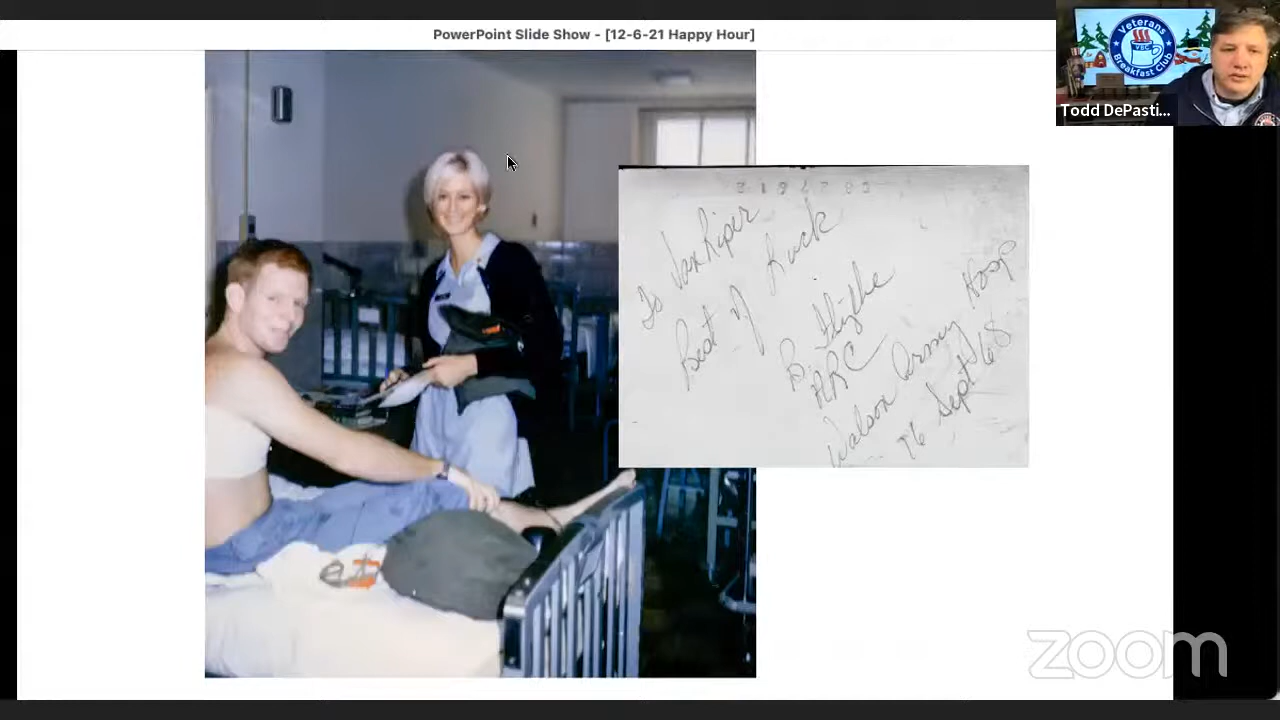 PowerPoint Slide Show - [12-6-21 Happy Hour]
Veterans
VBC
Breakfast Club
Todd DePasti...
To Van Riper
Best of Luck
B.
ARC
Walson Army Hosp
16 Sept 68
zoom